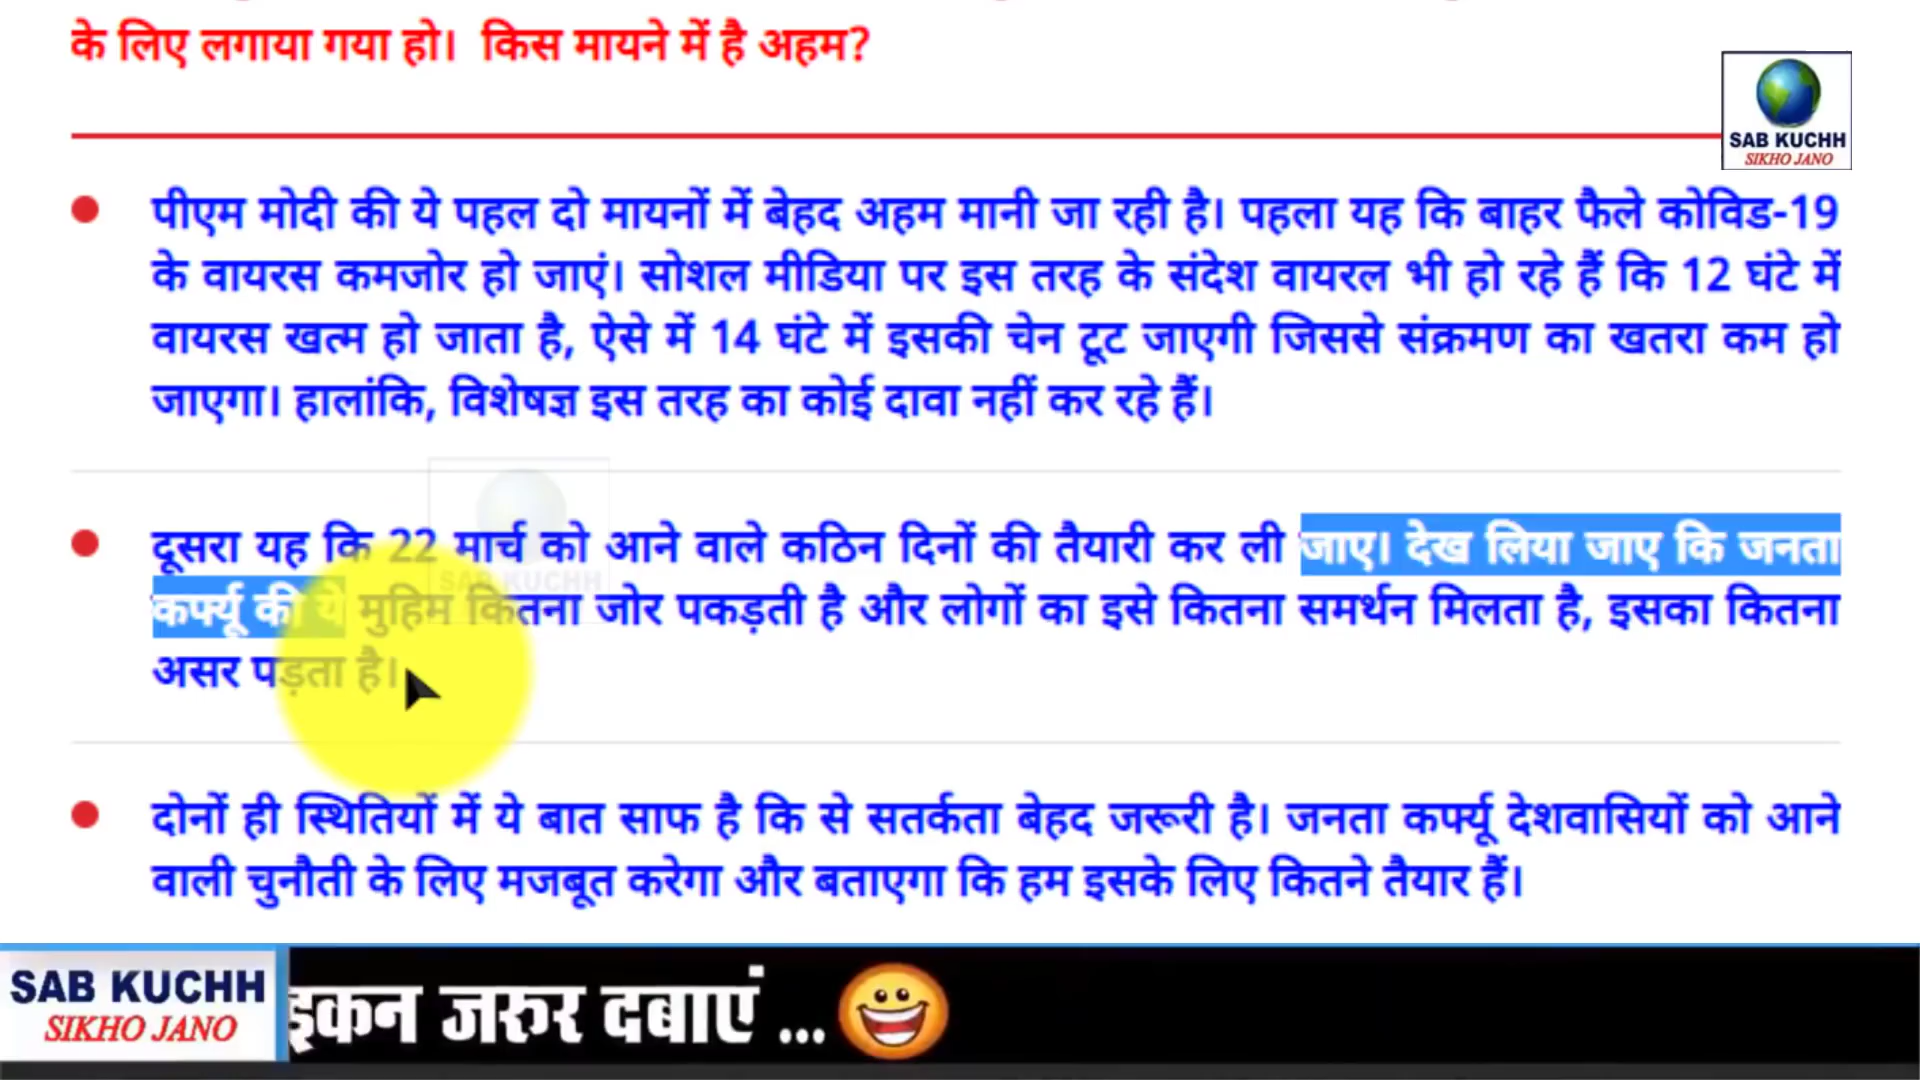 के लिए लगाया गया हो। किस मायने में है अहम?
SAB KUCHH
SIKHO JANO
पीएम मोदी की ये पहल दो मायनों में बेहद अहम मानी जा रही है। पहला यह कि बाहर फैले कोविड-19
के वायरस कमजोर हो जाएं। सोशल मीडिया पर इस तरह के संदेश वायरल भी हो रहे हैं कि 12 घंटे में
वायरस खत्म हो जाता है, ऐसे में 14 घंटे में इसकी चेन टूट जाएगी जिससे संक्रमण का खतरा कम हो
जाएगा। हालांकि, विशेषज्ञ इस तरह का कोई दावा नहीं कर रहे हैं।
दूसरा यह कि 22 मार्च को आने वाले कठिन दिनों की तैयारी कर ली जाए। देख लिया जाए कि जनता
SAB KUCHH
कर्फ्यू की ये मुहिम कितना जोर पकड़ती है और लोगों का इसे कितना समर्थन मिलता है, इसका कितना
असर पड़ता है।
दोनों ही स्थितियों में ये बात साफ है कि से सतर्कता बेहद जरूरी है। जनता कर्फ्यू देशवासियों को आने
वाली चुनौती के लिए मजबूत करेगा और बताएगा कि हम इसके लिए कितने तैयार हैं।
SAB KUCHH
SIKHO JANO
इकन जरुर दबाएं ...